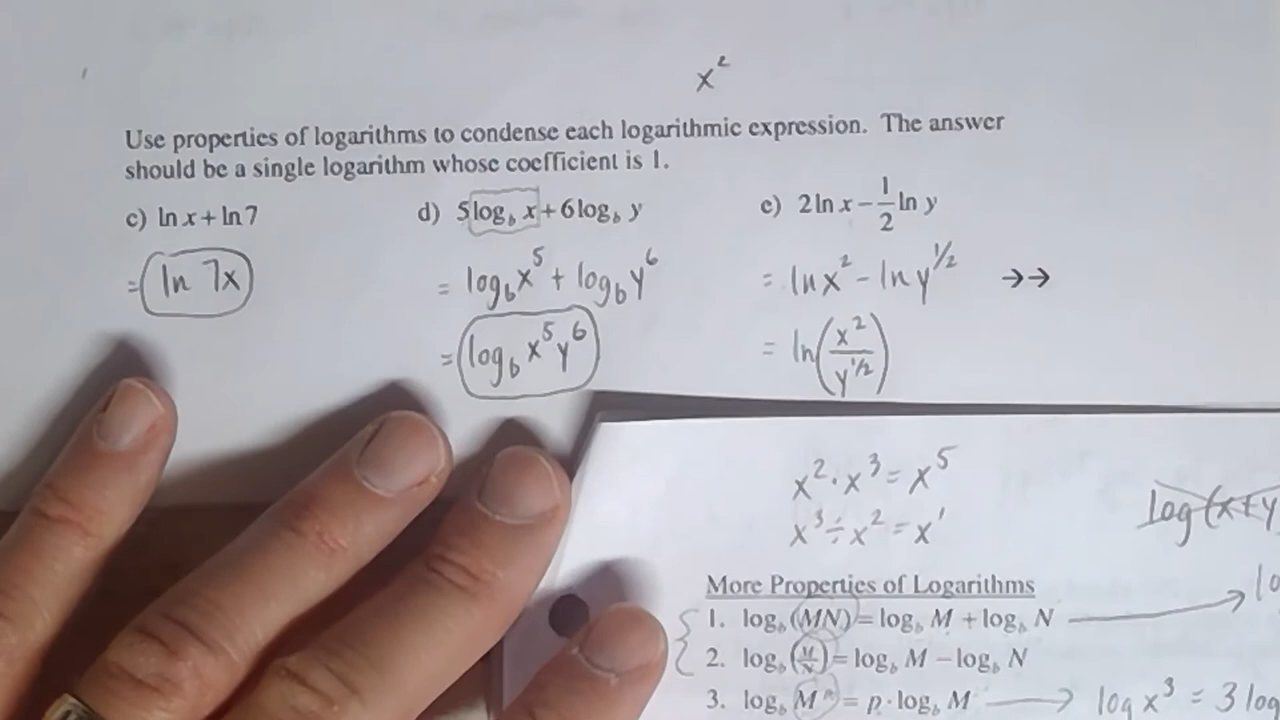 x²
Use properties of logarithms to condense each logarithmic expression. The answer
should be a single logarithm whose coefficient is 1.
c) ln x + ln 7
= ln 7x
d) 5 log_b x + 6 log_b y
= log_b x⁵ + log_b y⁶
= log_b x⁵y⁶
e) 2 ln x − 1/2 ln y
= ln x² − ln y^(1/2) →→
= ln(x²/y^(1/2))
x² · x³ = x⁵
x³ ÷ x² = x¹
log(x+y
More Properties of Logarithms
1. log_b (MN) = log_b M + log_b N → lo
2. log_b (M/N) = log_b M − log_b N
3. log_b M^p = p · log_b M → log x³ = 3 log